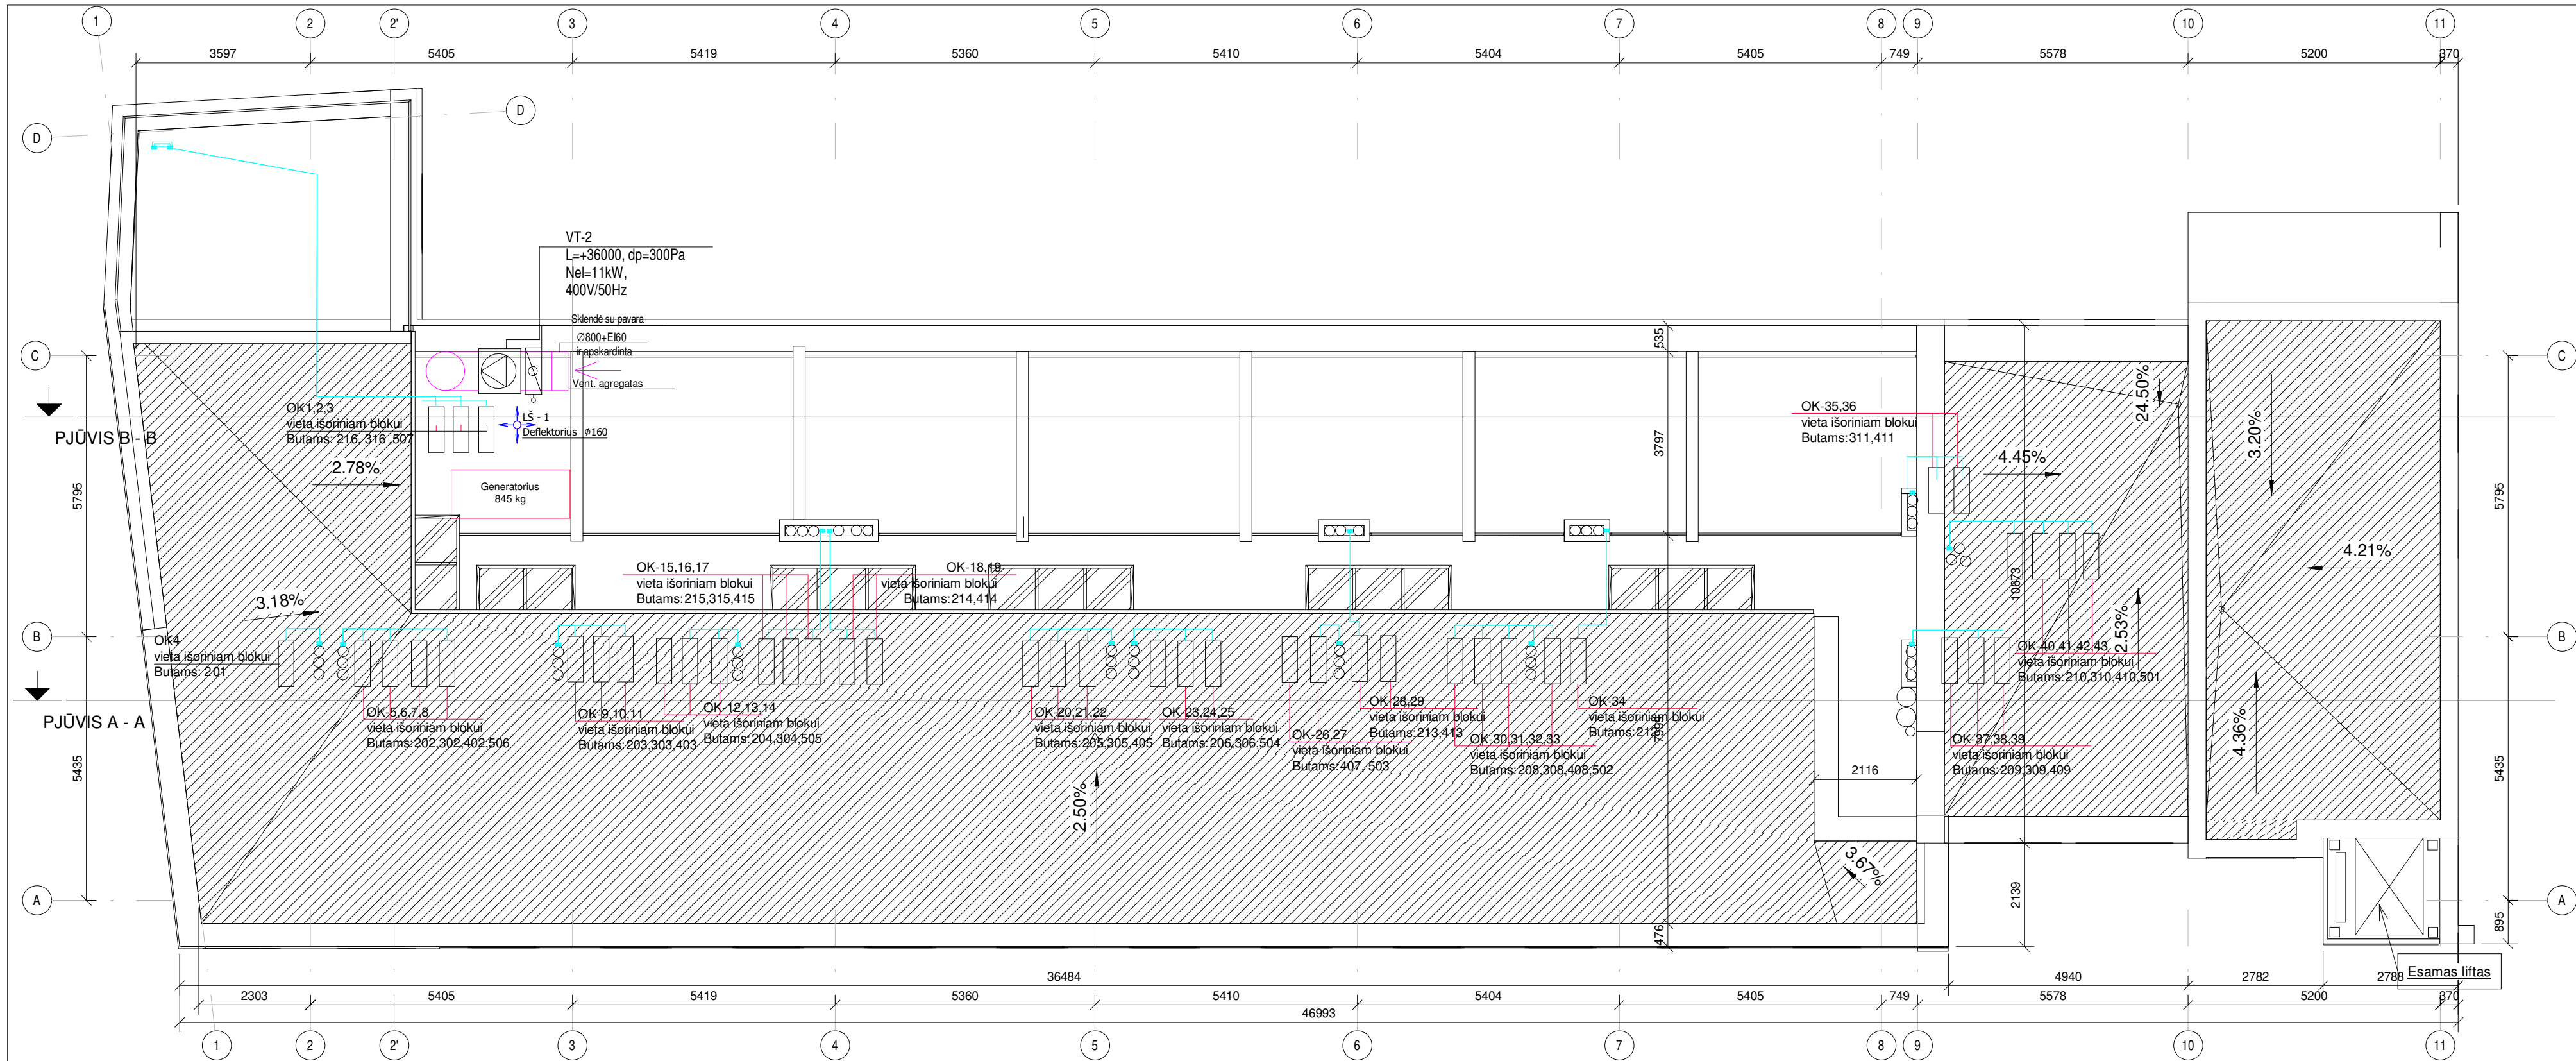 1
2
2'
3
4
5
6
7
8
9
10
11
3597
5405
5419
5360
5410
5404
5405
749
5578
5200
370
D
D
VT-2
L=+36000, dp=300Pa
Nel=11kW,
400V/50Hz
Sklendė su pavara
Ø800+EI60
ir apskardinta
Vent. agregatas
C
C
535
3797
5795
5795
PJŪVIS B - B
OK1,2,3
vieta išoriniam blokui
Butams: 216, 316 ,507
LŠ - 1
Deflektorius ϕ160
2.78%
Generatorius
845 kg
OK-35,36
vieta išoriniam blokui
Butams:311,411
24.50%
4.45%
3.20%
4.21%
10673
2.53%
3.18%
OK-15,16,17
vieta išoriniam blokui
Butams:215,315,415
OK-18,19
vieta išoriniam blokui
Butams:214,414
B
B
OK4
vieta išoriniam blokui
Butams: 201
OK-40,41,42,43
vieta išoriniam blokui
Butams:210,310,410,501
PJŪVIS A - A
OK-5,6,7,8
vieta išoriniam blokui
Butams:202,302,402,506
OK-9,10,11
vieta išoriniam blokui
Butams:203,303,403
OK-12,13,14
vieta išoriniam blokui
Butams:204,304,505
OK-20,21,22
vieta išoriniam blokui
Butams:205,305,405
OK-23,24,25
vieta išoriniam blokui
Butams:206,306,504
OK-26,27
vieta išoriniam blokui
Butams:407, 503
OK-28,29
vieta išoriniam blokui
Butams:213,413
OK-30,31,32,33
vieta išoriniam blokui
Butams:208,308,408,502
OK-34
vieta išoriniam blokui
OK-37,38,39
vieta išoriniam blokui
Butams:209,309,409
4.36%
5435
5435
2116
2.50%
3.67%
2139
476
895
A
A
Esamas liftas
36484
4940
2782
2788
2303
5405
5419
5360
5410
5404
5405
749
5578
5200
370
46993
1
2
2'
3
4
5
6
7
8
9
10
11